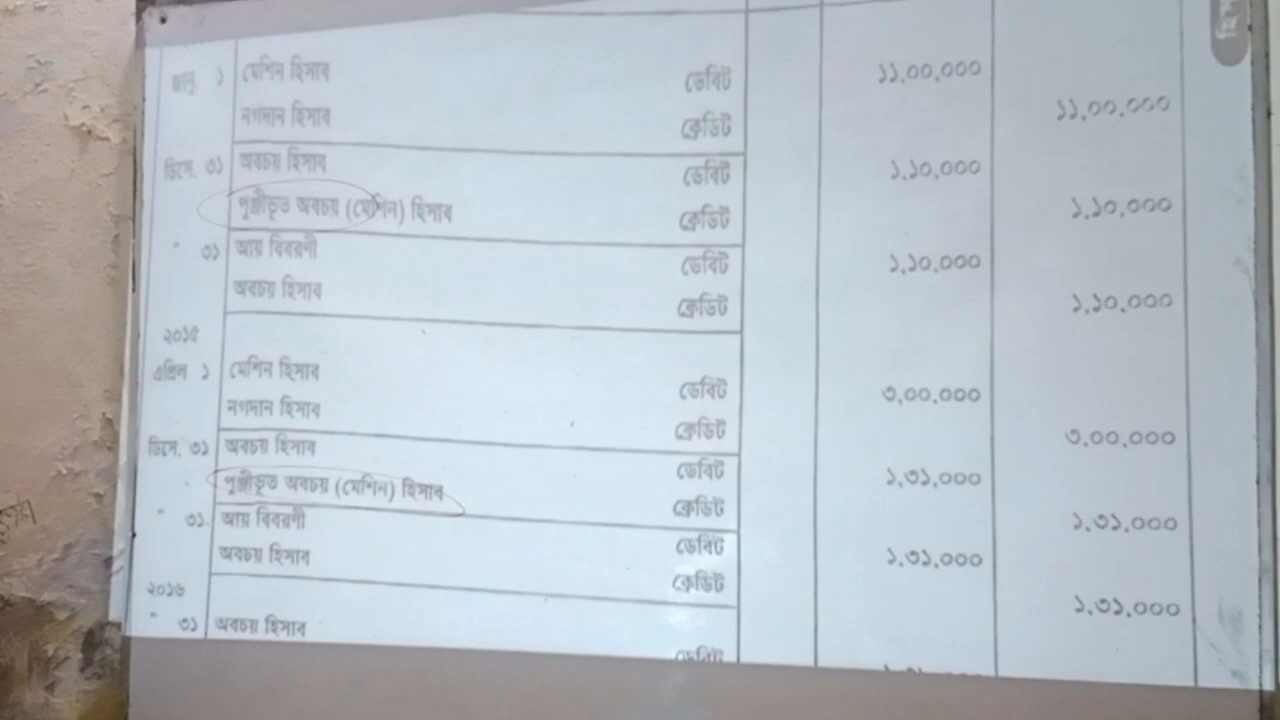 জানু. ১ মেশিন হিসাব ডেবিট ১১,০০,০০০
নগদান হিসাব ক্রেডিট ১১,০০,০০০
ডিসে. ৩১ অবচয় হিসাব ডেবিট ১,১০,০০০
পুঞ্জীভূত অবচয় (মেশিন) হিসাব ক্রেডিট ১,১০,০০০
" ৩১ আয় বিবরণী ডেবিট ১,১০,০০০
অবচয় হিসাব ক্রেডিট ১,১০,০০০
২০১৫
এপ্রিল ১ মেশিন হিসাব ডেবিট ৩,০০,০০০
নগদান হিসাব ক্রেডিট ৩,০০,০০০
ডিসে. ৩১ অবচয় হিসাব ডেবিট ১,৩১,০০০
পুঞ্জীভূত অবচয় (মেশিন) হিসাব ক্রেডিট ১,৩১,০০০
" ৩১ আয় বিবরণী ডেবিট ১,৩১,০০০
অবচয় হিসাব ক্রেডিট ১,৩১,০০০
২০১৬
" ৩১ অবচয় হিসাব ডেবিট